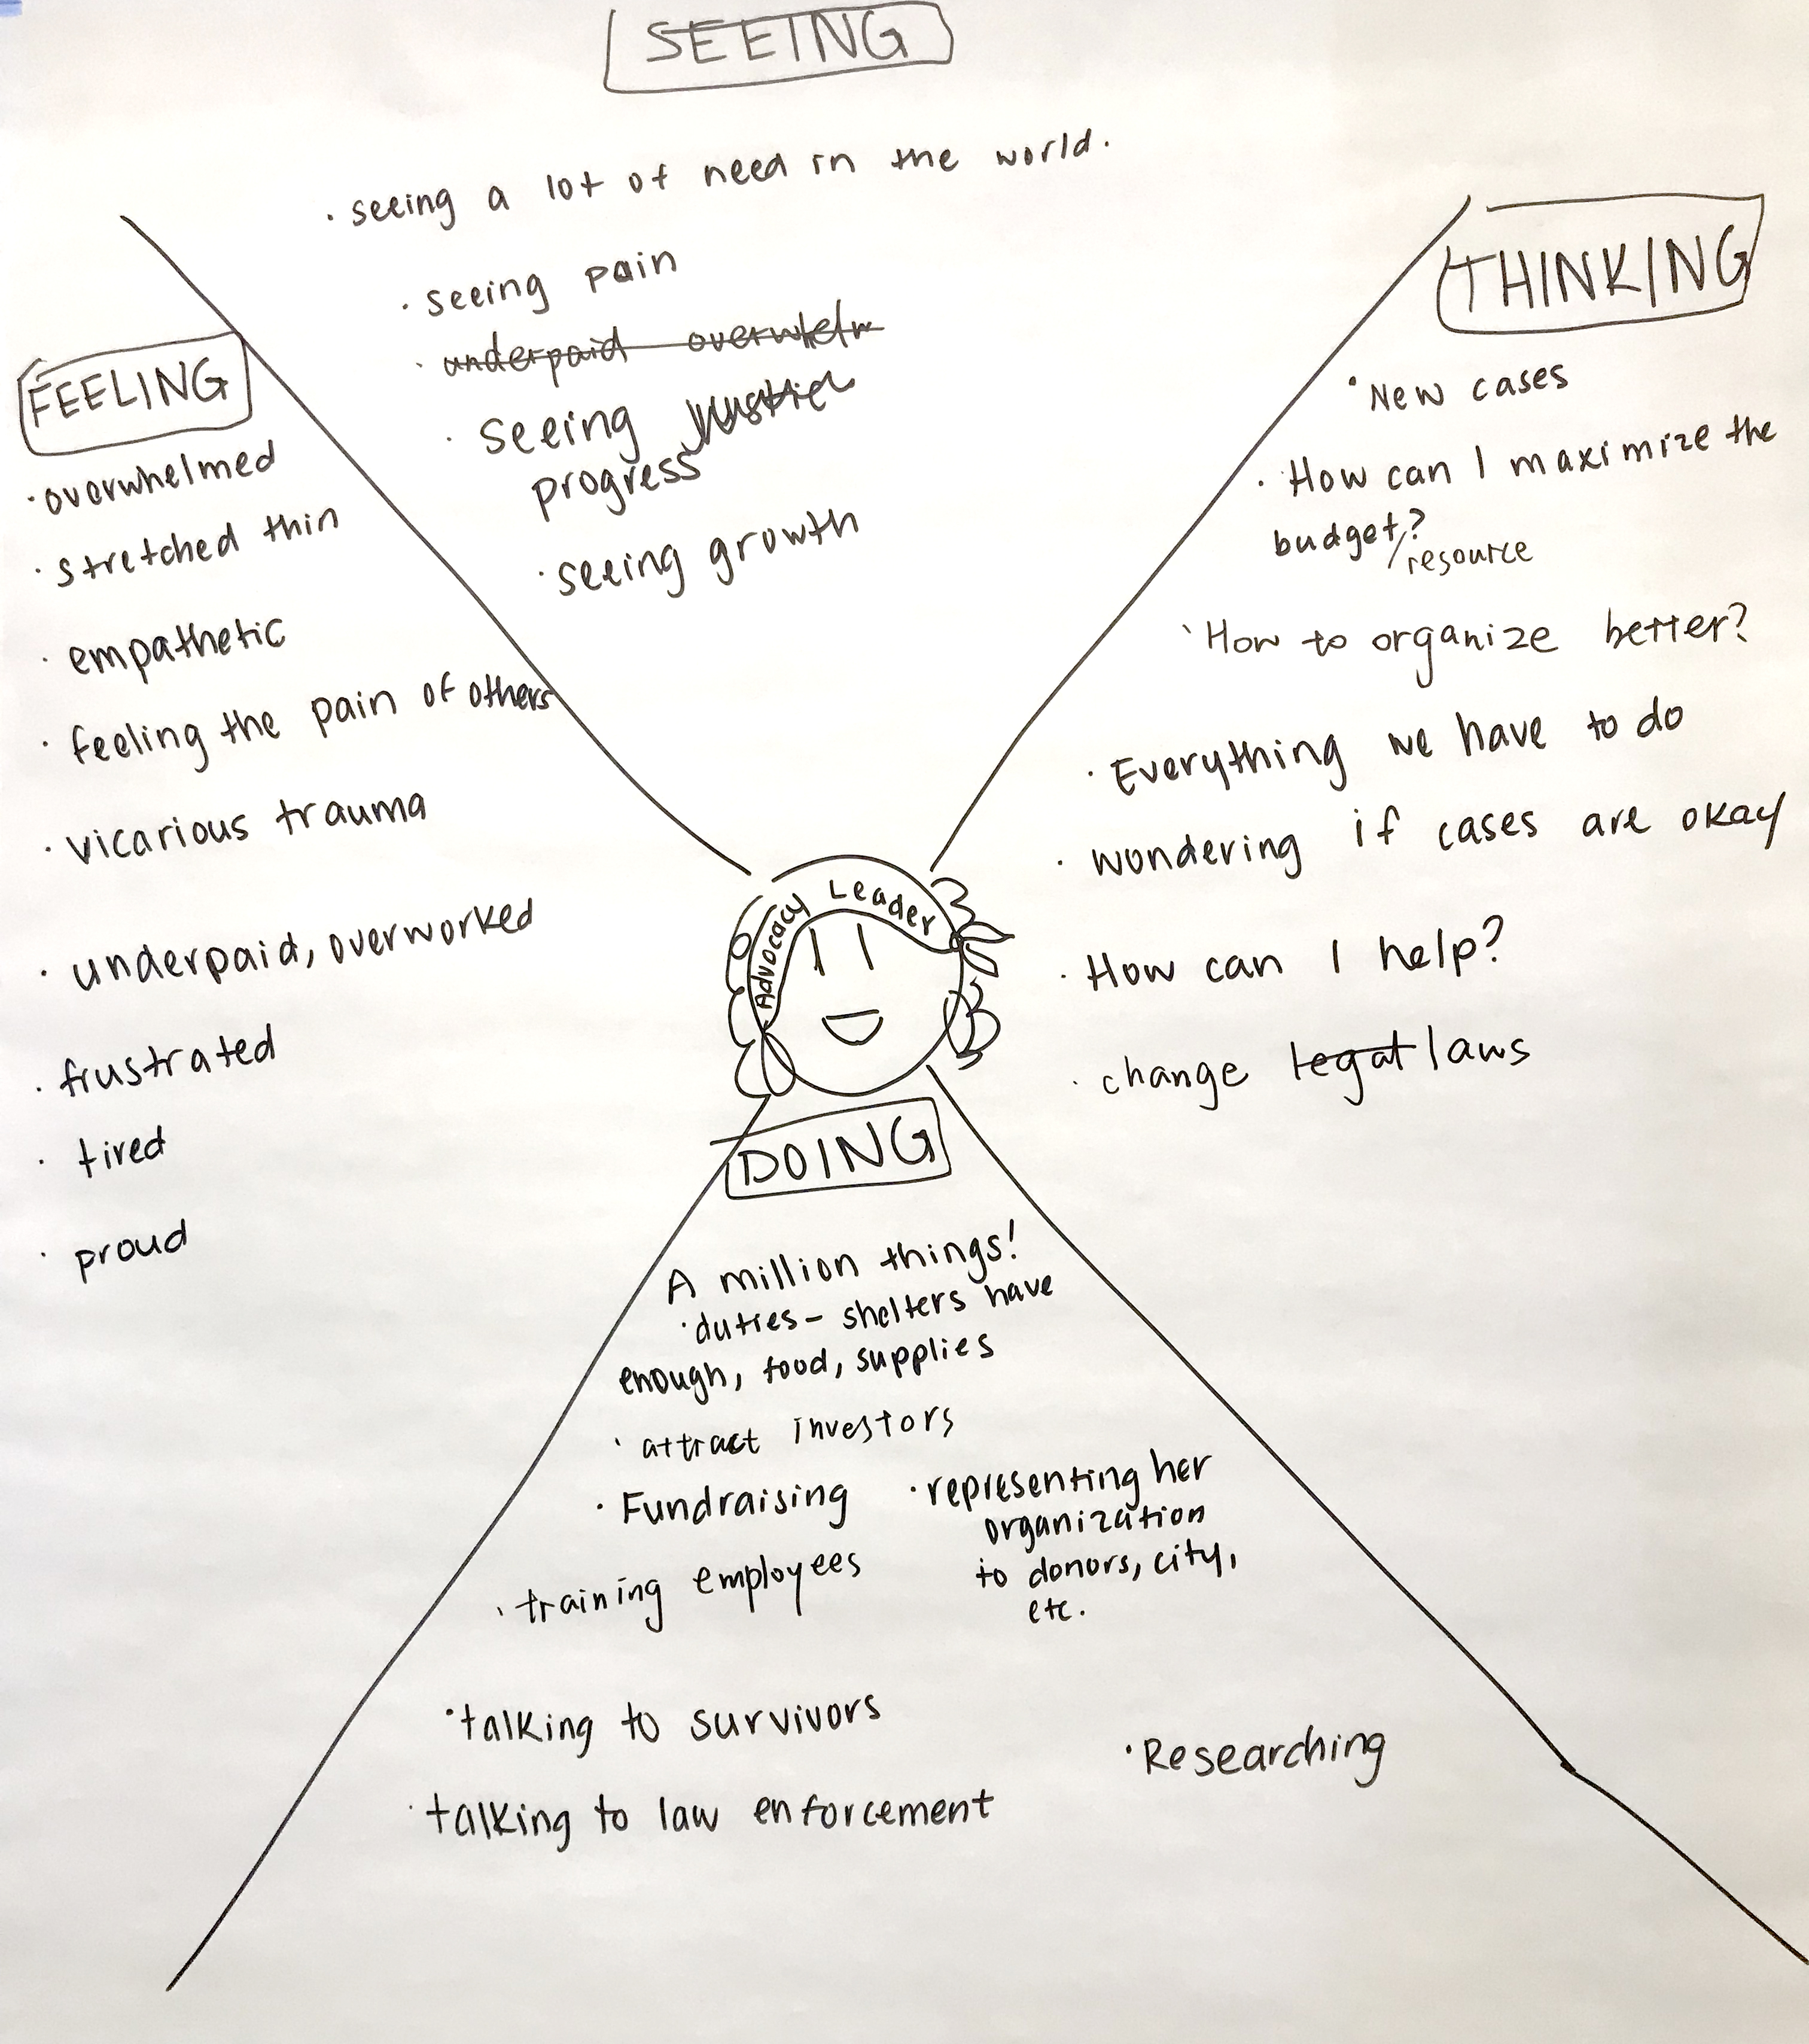 SEEING
· seeing a lot of need in the world.
· seeing pain
· underpaid overwhelm
· seeing
progress
· seeing growth
FEELING
· overwhelmed
· stretched thin
· empathetic
· feeling the pain of others
· vicarious trauma
· underpaid, overworked
· frustrated
· tired
· proud
THINKING
· New cases
· How can I maximize the
budget/?
resource
· How to organize better?
· Everything we have to do
· wondering if cases are okay
· How can I help?
· change legal laws
Advocacy Leader
DOING
A million things!
· duties - shelters have
enough, food, supplies
· attract investors
· Fundraising
· training employees
· representing her
organization
to donors, city,
etc.
· talking to survivors
· talking to law enforcement
· Researching